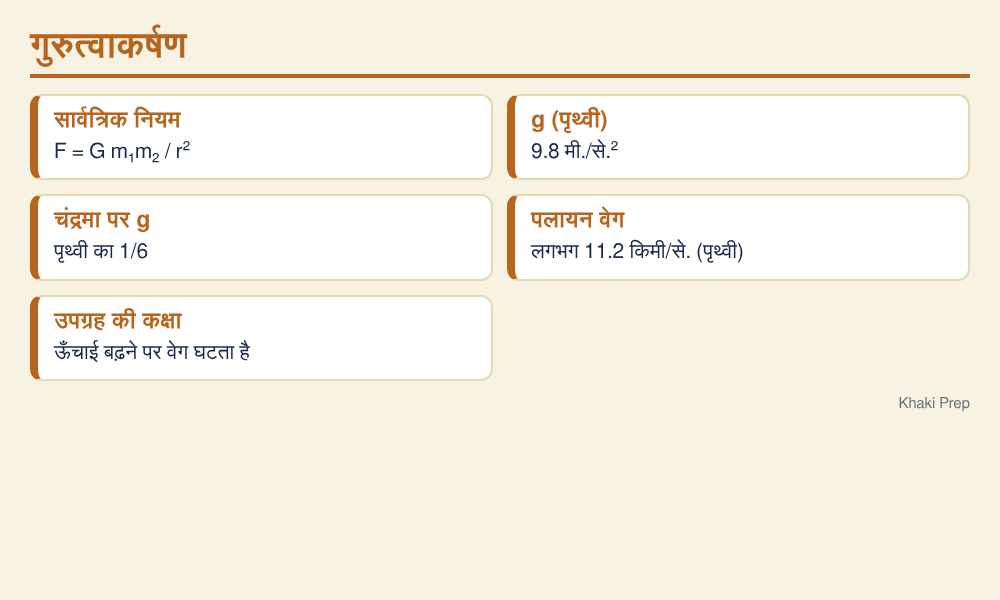 गुरुत्वाकर्षण
सार्वत्रिक नियम
F = G m₁m₂ / r²
g (पृथ्वी)
9.8 मी./से.²
चंद्रमा पर g
पृथ्वी का 1/6
पलायन वेग
लगभग 11.2 किमी/से. (पृथ्वी)
उपग्रह की कक्षा
ऊँचाई बढ़ने पर वेग घटता है
Khaki Prep